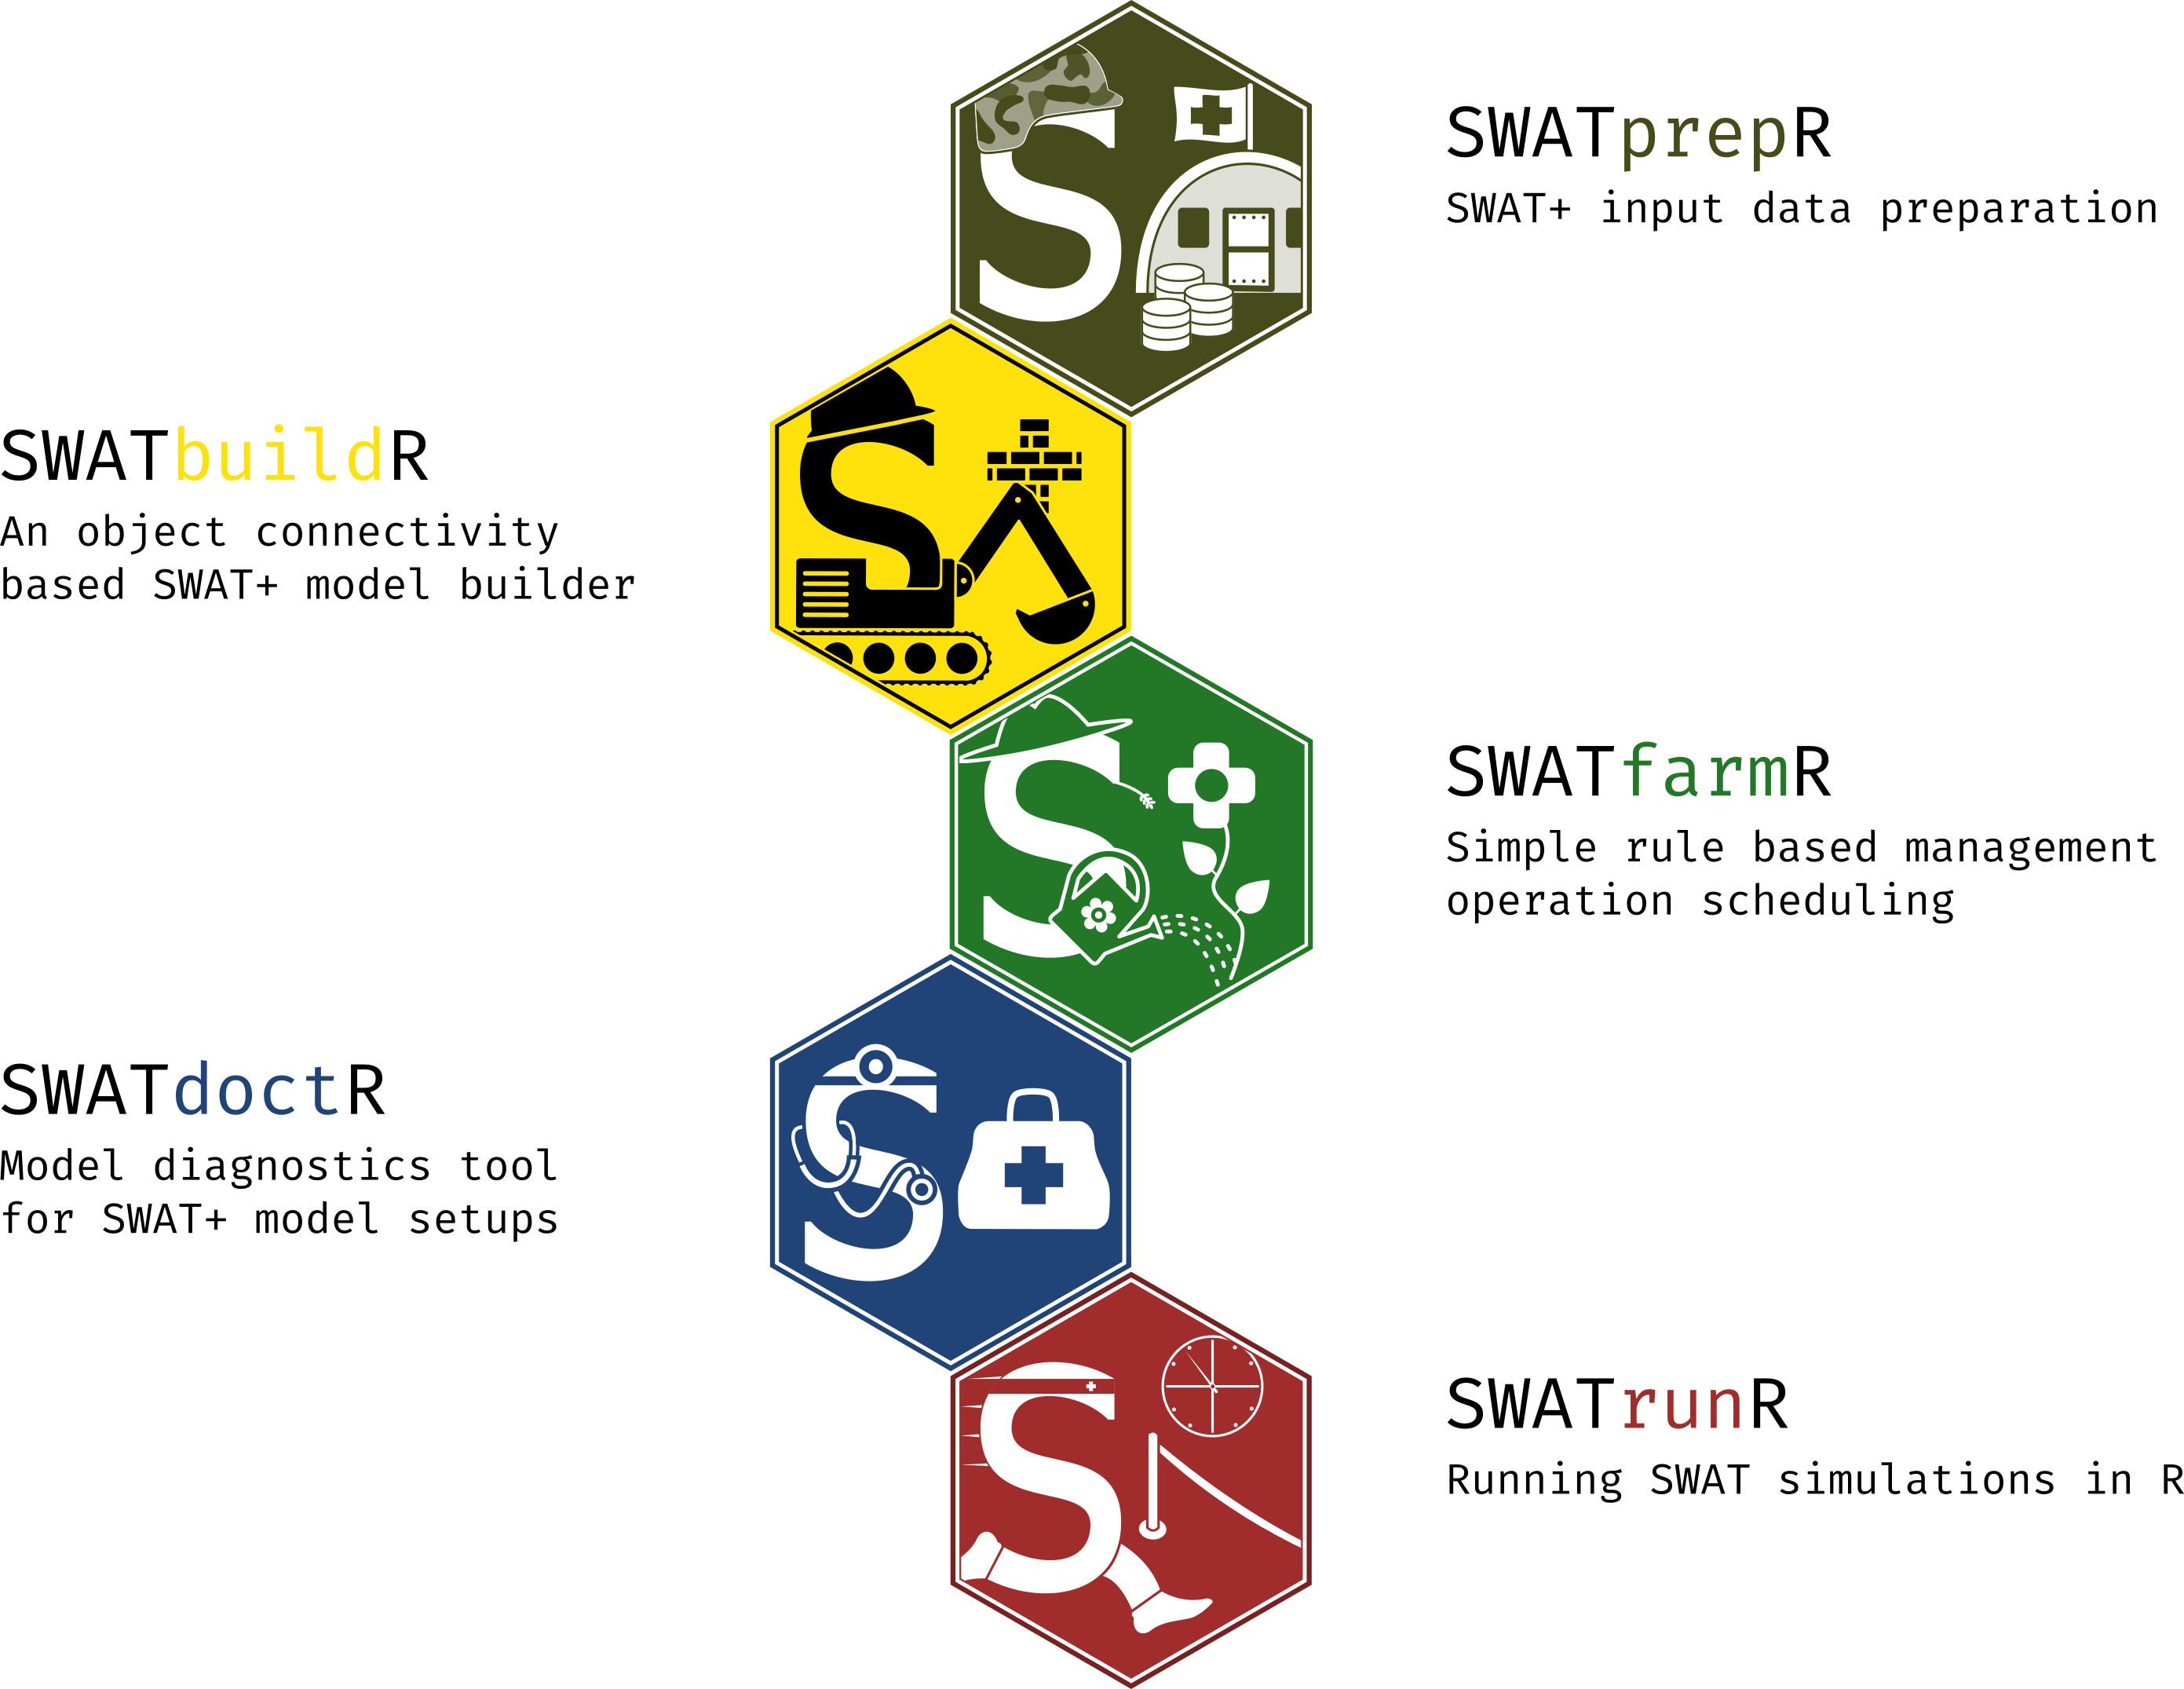 SWATprepR
SWAT+ input data preparation
SWATbuildR
An object connectivity
based SWAT+ model builder
SWATfarmR
Simple rule based management
operation scheduling
SWATdoctR
Model diagnostics tool
for SWAT+ model setups
SWATrunR
Running SWAT simulations in R